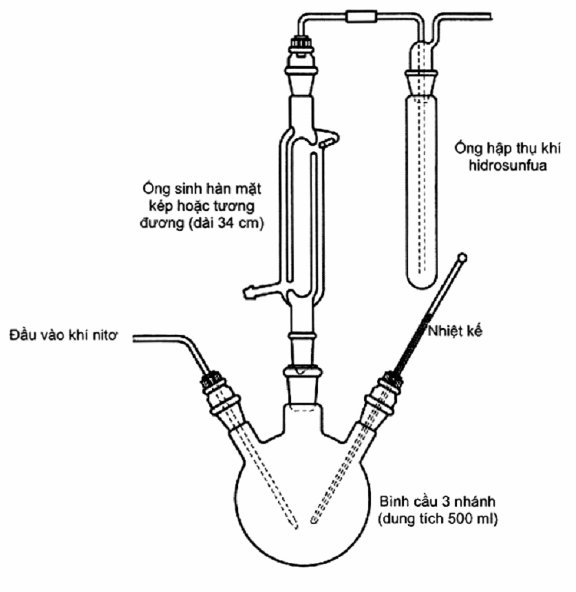 Ống hập thụ khí
hidrosunfua
Ống sinh hàn mặt
kép hoặc tương
đương (dài 34 cm)
Nhiệt kế
Đầu vào khí nitơ
Bình cầu 3 nhánh
(dung tích 500 ml)